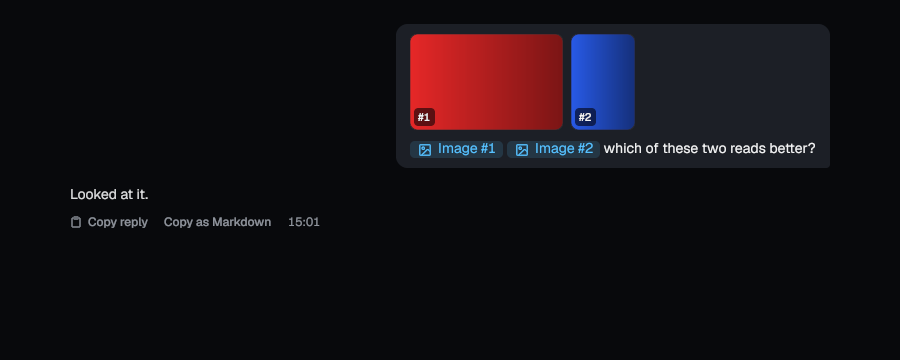 #1 #2
Image #1 Image #2 which of these two reads better?
Looked at it.
Copy reply Copy as Markdown 15:01